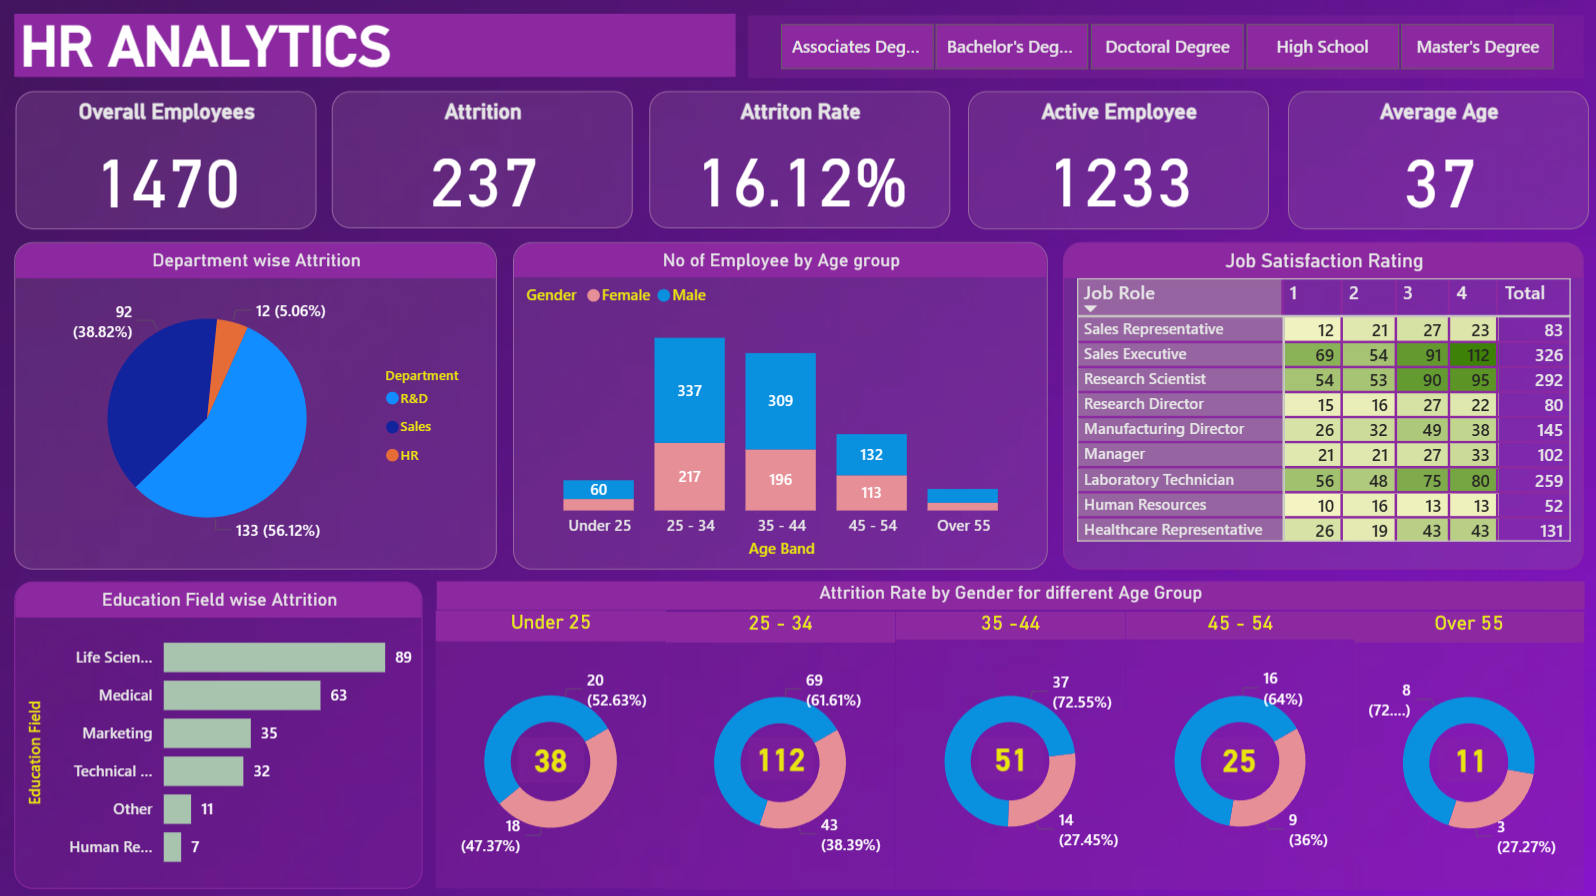 HR ANALYTICS
Associates Deg...
Bachelor's Deg...
Doctoral Degree
High School
Master's Degree
Overall Employees
1470
Attrition
237
Attriton Rate
16.12%
Active Employee
1233
Average Age
37
Department wise Attrition
92
(38.82%)
12 (5.06%)
133 (56.12%)
Department
R&D
Sales
HR
No of Employee by Age group
Gender Female Male
60
337
217
309
196
132
113
Under 25 25 - 34 35 - 44 45 - 54 Over 55
Age Band
Job Satisfaction Rating
Job Role 1 2 3 4 Total
Sales Representative 12 21 27 23 83
Sales Executive 69 54 91 112 326
Research Scientist 54 53 90 95 292
Research Director 15 16 27 22 80
Manufacturing Director 26 32 49 38 145
Manager 21 21 27 33 102
Laboratory Technician 56 48 75 80 259
Human Resources 10 16 13 13 52
Healthcare Representative 26 19 43 43 131
Education Field wise Attrition
Education Field
Life Scien... 89
Medical 63
Marketing 35
Technical ... 32
Other 11
Human Re... 7
Attrition Rate by Gender for different Age Group
Under 25
20
(52.63%)
38
18
(47.37%)
25 - 34
69
(61.61%)
112
43
(38.39%)
35 -44
37
(72.55%)
51
14
(27.45%)
45 - 54
16
(64%)
25
9
(36%)
Over 55
8
(72....)
11
3
(27.27%)